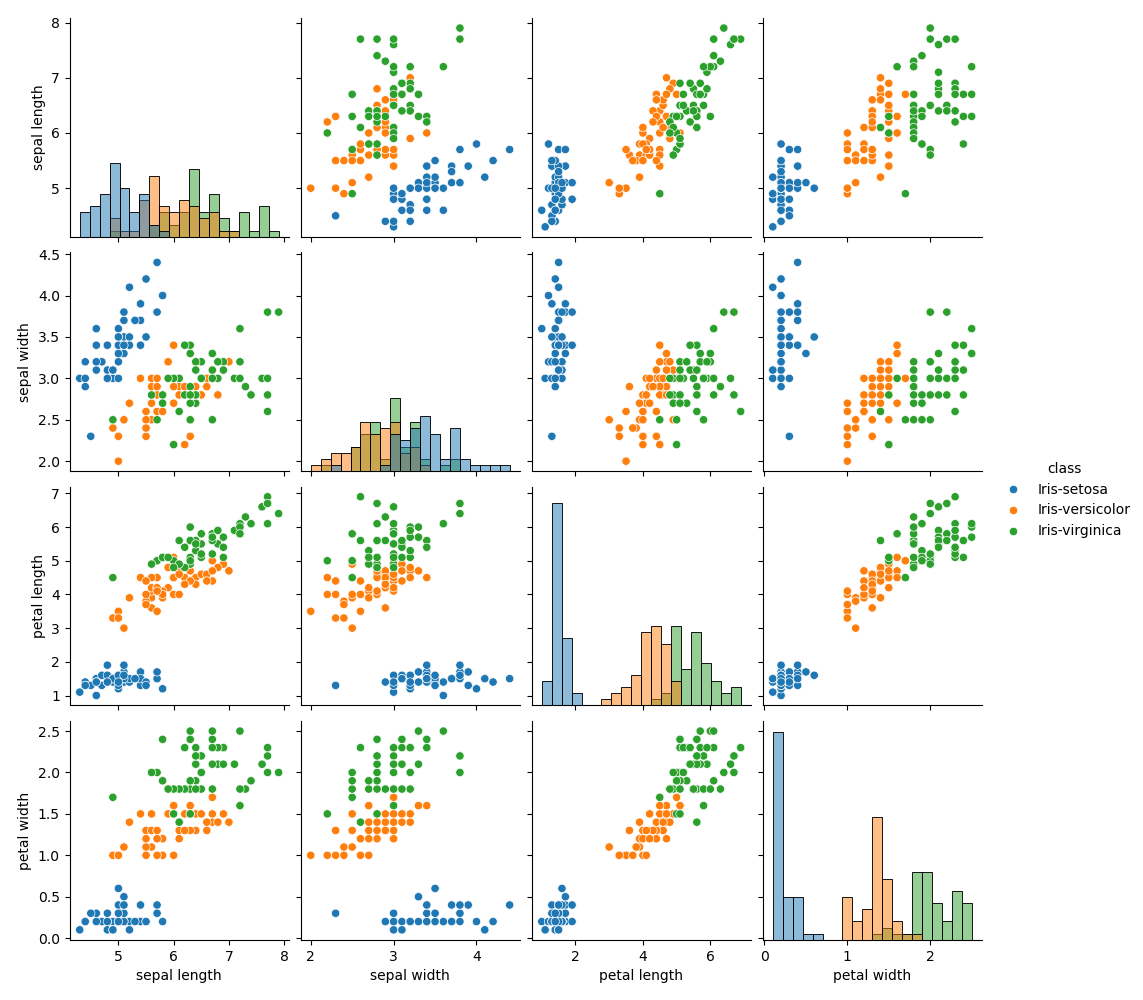 8
7
6
5
sepal length
4.5
4.0
3.5
3.0
2.5
2.0
sepal width
class
Iris-setosa
Iris-versicolor
Iris-virginica
7
6
5
4
3
2
1
petal length
2.5
2.0
1.5
1.0
0.5
0.0
petal width
5 6 7 8
2 3 4
2 4 6
0 1 2
sepal length
sepal width
petal length
petal width